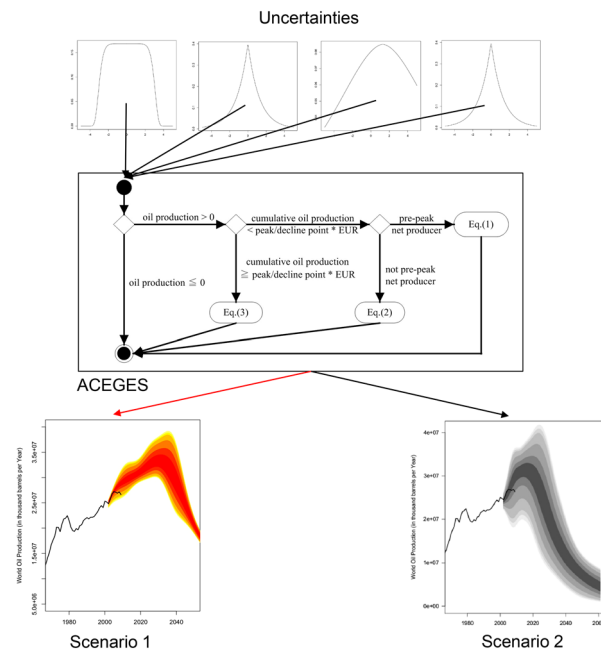 Uncertainties
oil production > 0
cumulative oil production
< peak/decline point * EUR
pre-peak
net producer
Eq.(1)
oil production ≦ 0
cumulative oil production
≧ peak/decline point * EUR
not pre-peak
net producer
Eq.(3)
Eq.(2)
ACEGES
World Oil Production (in thousand barrels per Year)
3.5e+07
2.5e+07
1.5e+07
5.0e+06
1980
2000
2020
2040
Scenario 1
World Oil Production (in thousand barrels per Year)
4e+07
3e+07
2e+07
1e+07
0e+00
1980
2000
2020
2040
2060
Scenario 2